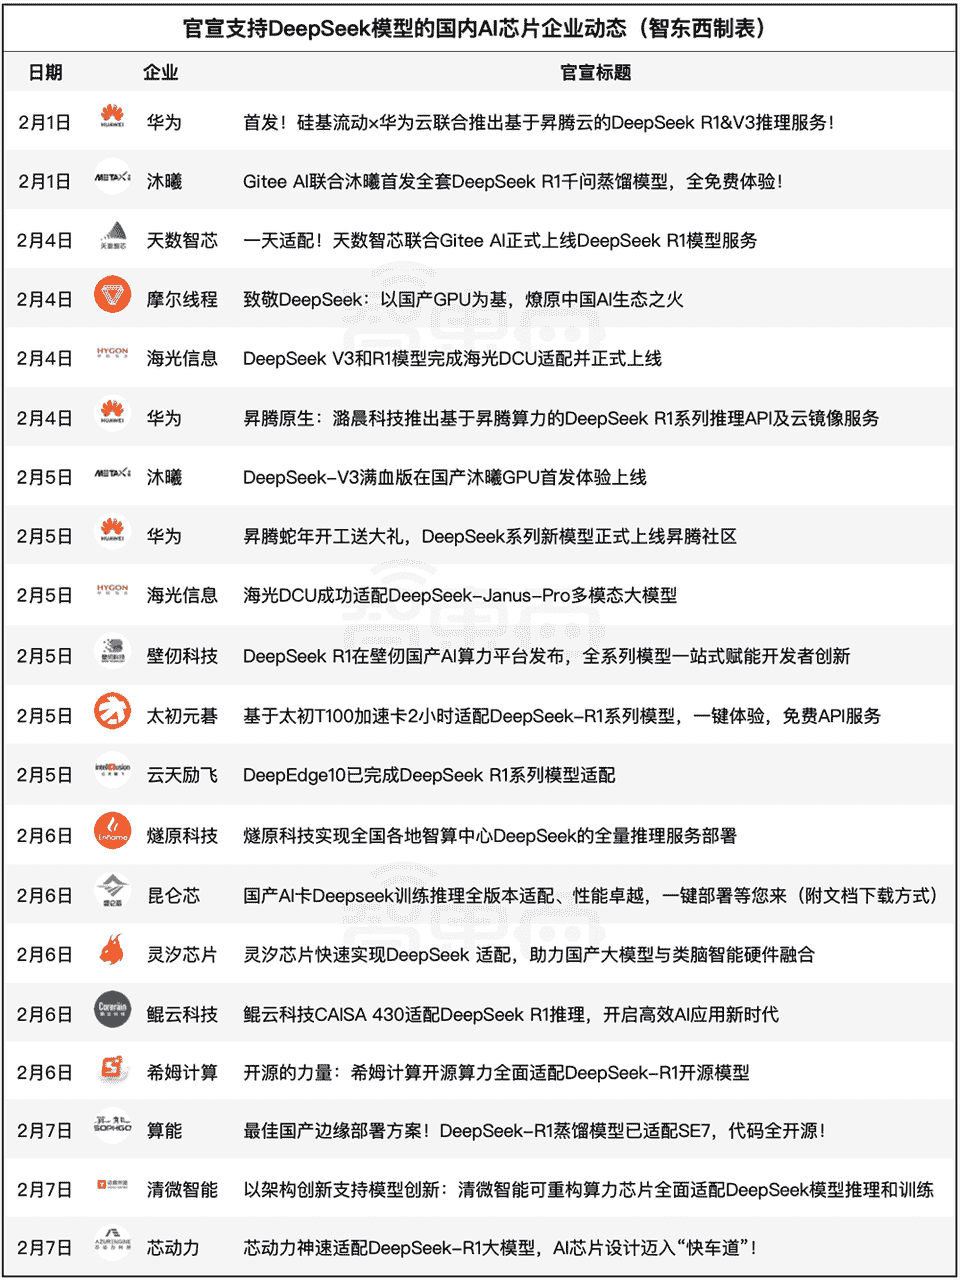 官宣支持DeepSeek模型的国内AI芯片企业动态（智东西制表）
日期 企业 官宣标题
2月1日 HUAWEI 华为 首发！硅基流动×华为云联合推出基于昇腾云的DeepSeek R1&V3推理服务！
2月1日 METAX 沐曦 Gitee AI联合沐曦首发全套DeepSeek R1千问蒸馏模型，全免费体验！
2月4日 天数智芯 天数智芯 一天适配！天数智芯联合Gitee AI正式上线DeepSeek R1模型服务
2月4日 摩尔线程 致敬DeepSeek：以国产GPU为基，燎原中国AI生态之火
2月4日 HYGON 海光信息 DeepSeek V3和R1模型完成海光DCU适配并正式上线
2月4日 HUAWEI 华为 昇腾原生：潞晨科技推出基于昇腾算力的DeepSeek R1系列推理API及云镜像服务
2月5日 METAX 沐曦 DeepSeek-V3满血版在国产沐曦GPU首发体验上线
2月5日 HUAWEI 华为 昇腾蛇年开工送大礼，DeepSeek系列新模型正式上线昇腾社区
2月5日 HYGON 海光信息 海光DCU成功适配DeepSeek-Janus-Pro多模态大模型
2月5日 壁仞科技 壁仞科技 DeepSeek R1在壁仞国产AI算力平台发布，全系列模型一站式赋能开发者创新
2月5日 太初元碁 基于太初T100加速卡2小时适配DeepSeek-R1系列模型，一键体验，免费API服务
2月5日 intellifusion 云天励飞 DeepEdge10已完成DeepSeek R1系列模型适配
2月6日 Enflame 燧原科技 燧原科技实现全国各地智算中心DeepSeek的全量推理服务部署
2月6日 昆仑芯 昆仑芯 国产AI卡Deepseek训练推理全版本适配、性能卓越，一键部署等您来（附文档下载方式）
2月6日 灵汐芯片 灵汐芯片快速实现DeepSeek 适配，助力国产大模型与类脑智能硬件融合
2月6日 Corerain 鲲云科技 鲲云科技CAISA 430适配DeepSeek R1推理，开启高效AI应用新时代
2月6日 希姆计算 开源的力量：希姆计算开源算力全面适配DeepSeek-R1开源模型
2月7日 SOPHGO 算能 最佳国产边缘部署方案！DeepSeek-R1蒸馏模型已适配SE7，代码全开源！
2月7日 清微智能 以架构创新支持模型创新：清微智能可重构算力芯片全面适配DeepSeek模型推理和训练
2月7日 AZURENGINE 芯动力 芯动力神速适配DeepSeek-R1大模型，AI芯片设计迈入“快车道”！